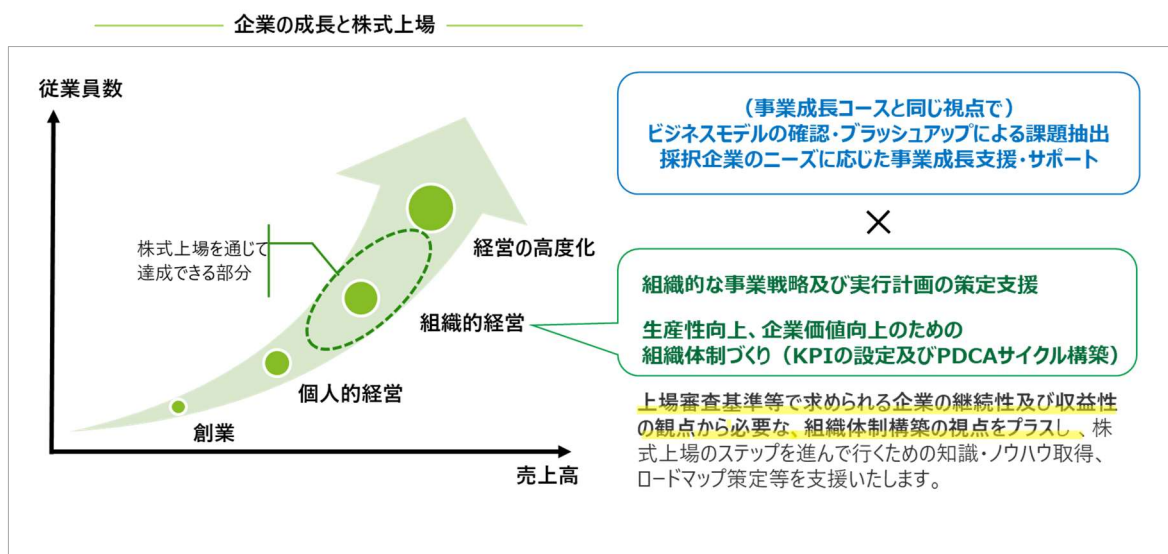 企業の成長と株式上場
従業員数
株式上場を通じて
達成できる部分
経営の高度化
組織的経営
個人的経営
創業
売上高
（事業成長コースと同じ視点で）
ビジネスモデルの確認・ブラッシュアップによる課題抽出
採択企業のニーズに応じた事業成長支援・サポート
×
組織的な事業戦略及び実行計画の策定支援
生産性向上、企業価値向上のための
組織体制づくり（KPIの設定及びPDCAサイクル構築）
上場審査基準等で求められる企業の継続性及び収益性
の観点から必要な、組織体制構築の視点をプラスし、株
式上場のステップを進んで行くための知識・ノウハウ取得、
ロードマップ策定等を支援いたします。